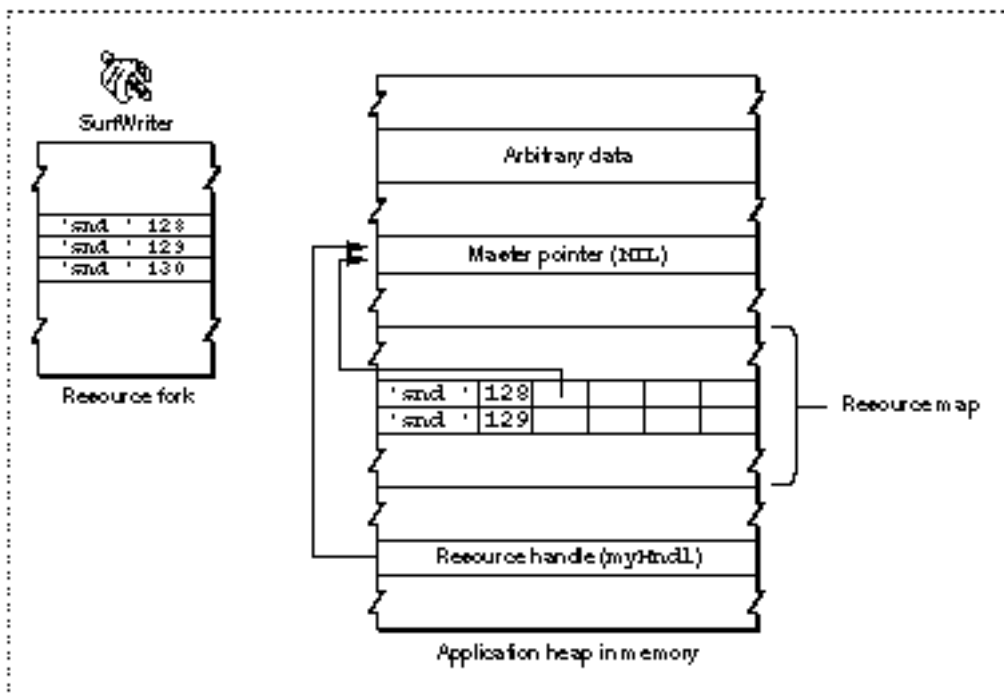 SurfWriter
'snd ' 128
'snd ' 129
'snd ' 130
Resource fork
Arbitrary data
Master pointer (NIL)
'snd ' 128
'snd ' 129
Resource map
Resource handle (myHndl)
Application heap in memory